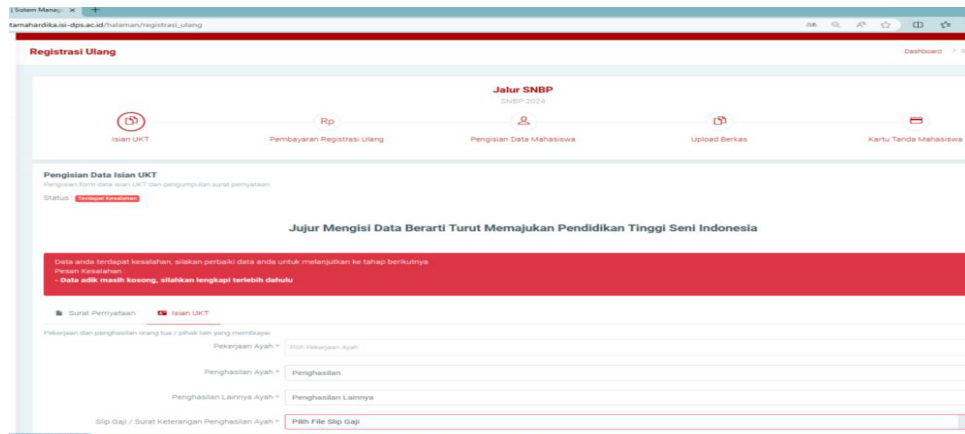 | Sistem Manaj
tamahardika.isi-dps.ac.id/halaman/registrasi_ulang
Registrasi Ulang
Dashboard >
Jalur SNBP
SNBP 2024
Isian UKT
Rp
Pembayaran Registrasi Ulang
Pengisian Data Mahasiswa
Upload Berkas
Kartu Tanda Mahasiswa
Pengisian Data Isian UKT
Pengisian form data isian UKT dan pengumpulan surat pernyataan
Status : Terdapat Kesalahan
Jujur Mengisi Data Berarti Turut Memajukan Pendidikan Tinggi Seni Indonesia
Data anda terdapat kesalahan, silakan perbaiki data anda untuk melanjutkan ke tahap berikutnya
Pesan Kesalahan
- Data adik masih kosong, silahkan lengkapi terlebih dahulu
Surat Pernyataan
Isian UKT
Pekerjaan dan penghasilan orang tua / pihak lain yang membiayai
Pekerjaan Ayah * Pilih Pekerjaan Ayah
Penghasilan Ayah * Penghasilan
Penghasilan Lainnya Ayah * Penghasilan Lainnya
Slip Gaji / Surat Keterangan Penghasilan Ayah * Pilih File Slip Gaji